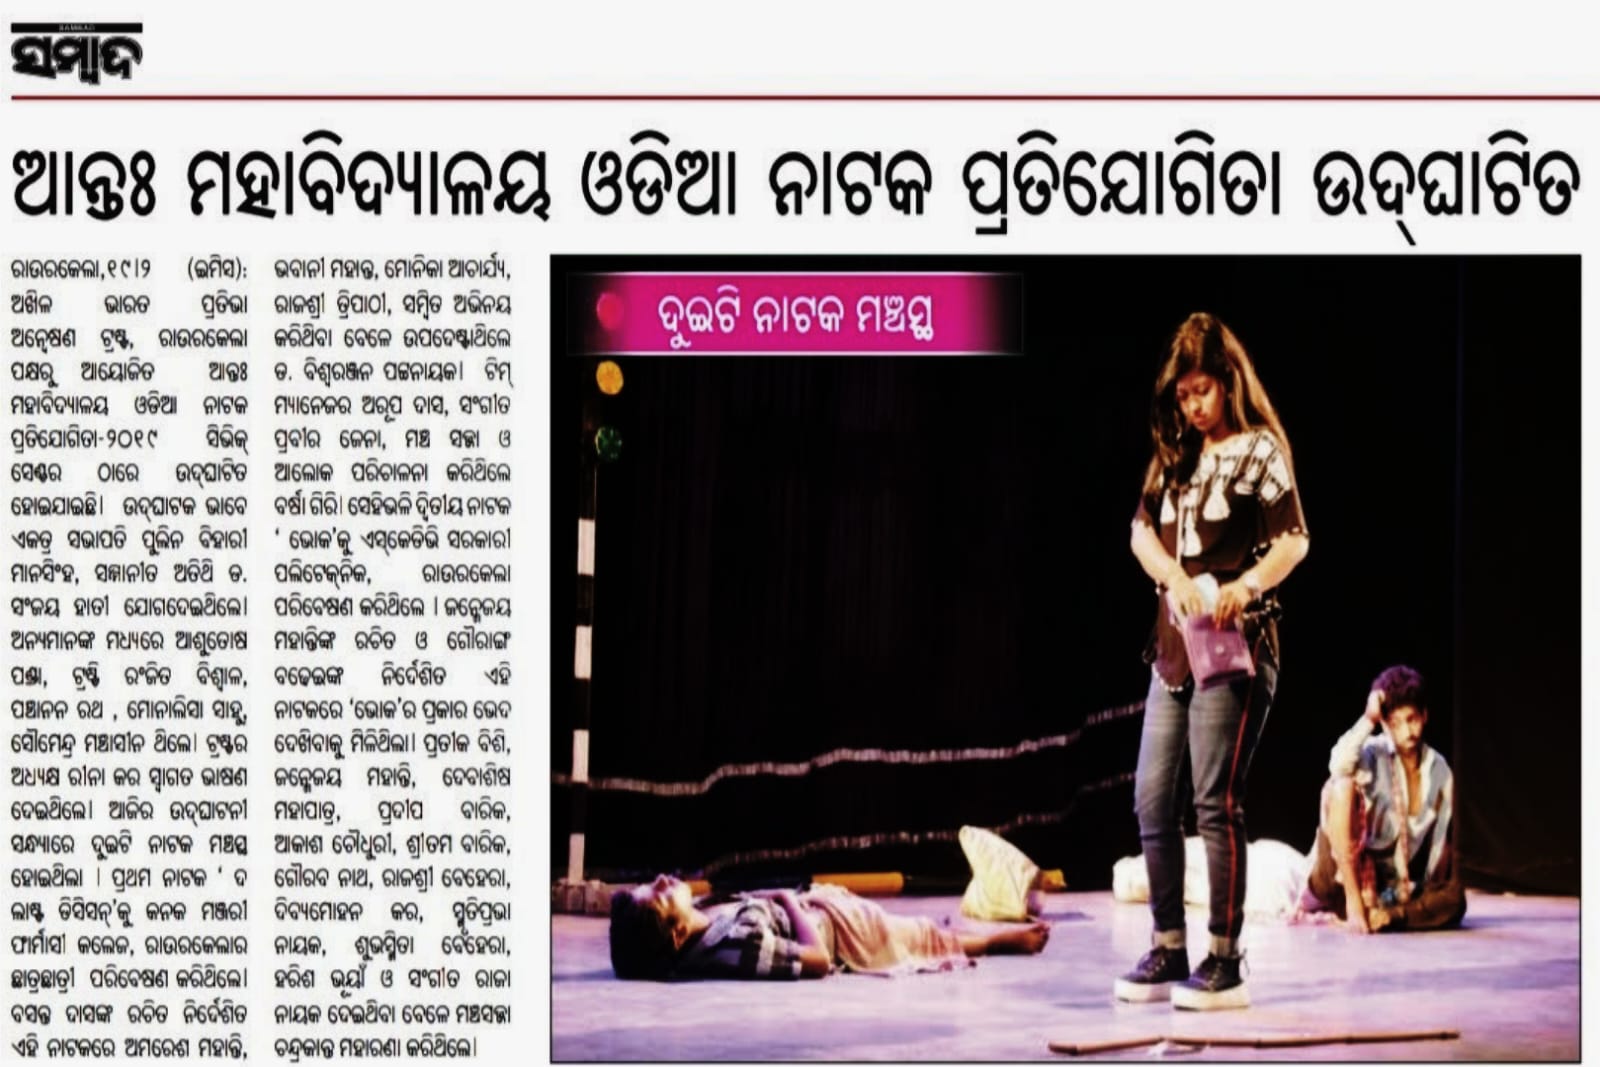 SAMBAD
ସମ୍ବାଦ
ଆନ୍ତଃ ମହାବିଦ୍ୟାଳୟ ଓଡିଆ ନାଟକ ପ୍ରତିଯୋଗିତା ଉଦ୍‌ଘାଟିତ
ରାଉରକେଲା,୧୯।୨ (ଇମିସ):
ଅଖିଳ ଭାରତ ପ୍ରତିଭା
ଅନ୍ୱେଷଣ ଟ୍ରଷ୍ଟ, ରାଉରକେଲା
ପକ୍ଷରୁ ଆୟୋଜିତ ଆନ୍ତଃ
ମହାବିଦ୍ୟାଳୟ ଓଡିଆ ନାଟକ
ପ୍ରତିଯୋଗିତା-୨୦୧୯ ସିଭିକ୍
ସେଣ୍ଟର ଠାରେ ଉଦ୍‌ଘାଟିତ
ହୋଇଯାଇଛି। ଉଦ୍‌ଘାଟକ ଭାବେ
ଏକତ୍ର ସଭାପତି ପୁଲିନ ବିହାରୀ
ମାନସିଂହ, ସମ୍ମାନୀତ ଅତିଥି ଡ.
ସଂଜୟ ହାତୀ ଯୋଗଦେଇଥିଲେ।
ଅନ୍ୟମାନଙ୍କ ମଧ୍ୟରେ ଆଶୁତୋଷ
ପଣ୍ଡା, ଟ୍ରଷ୍ଟି ରଂଜିତ ବିଶ୍ୱାଳ,
ପଞ୍ଚାନନ ରଥ , ମୋନାଲିସା ସାହୁ,
ସୌମେନ୍ଦ୍ର ମଞ୍ଚାସୀନ ଥିଲେ। ଟ୍ରଷ୍ଟର
ଅଧ୍ୟକ୍ଷ ରୀନା କର ସ୍ୱାଗତ ଭାଷଣ
ଦେଇଥିଲେ। ଆଜିର ଉଦ୍‌ଘାଟନୀ
ସନ୍ଧ୍ୟାରେ ଦୁଇଟି ନାଟକ ମଞ୍ଚସ୍ଥ
ହୋଇଥିଲା । ପ୍ରଥମ ନାଟକ ‘ ଦ
ଲାଷ୍ଟ ଡିସିସନ୍’କୁ କନକ ମଞ୍ଜରୀ
ଫାର୍ମାସୀ କଲେଜ, ରାଉରକେଲାର
ଛାତ୍ରଛାତ୍ରୀ ପରିବେଷଣ କରିଥିଲେ।
ବସନ୍ତ ଦାସଙ୍କ ରଚିତ ନିର୍ଦେଶିତ
ଏହି ନାଟକରେ ଅମରେଶ ମହାନ୍ତି,
ଭବାନୀ ମହାନ୍ତ, ମୋନିକା ଆଚାର୍ଯ୍ୟ,
ରାଜଶ୍ରୀ ତ୍ରିପାଠୀ, ସମ୍ବିତ ଅଭିନୟ
କରିଥିବା ବେଳେ ଉପଦେଷ୍ଟାଥିଲେ
ଡ. ବିଶ୍ୱରଞ୍ଜନ ପଟ୍ଟନାୟକ। ଟିମ୍
ମ୍ୟାନେଜର ଅରୂପ ଦାସ, ସଂଗୀତ
ପ୍ରବୀର ଜେନା, ମଞ୍ଚ ସଜ୍ଜା ଓ
ଆଲୋକ ପରିଚାଳନା କରିଥିଲେ
ବର୍ଷା ଗିରି। ସେହିଭଳି ଦ୍ୱିତୀୟ ନାଟକ
‘ ଭୋକ’କୁ ଏସ୍‌କେଡିଭି ସରକାରୀ
ପଲିଟେକ୍‌ନିକ, ରାଉରକେଲା
ପରିବେଷଣ କରିଥିଲେ । ଜନ୍ମେଜୟ
ମହାନ୍ତିଙ୍କ ରଚିତ ଓ ଗୌରାଙ୍ଗ
ବଢେଇଙ୍କ ନିର୍ଦେଶିତ ଏହି
ନାଟକରେ ‘ଭୋକ’ର ପ୍ରକାର ଭେଦ
ଦେଖିବାକୁ ମିଳିଥିଲା। ପ୍ରତୀକ ବିଶି,
ଜନ୍ମେଜୟ ମହାନ୍ତି, ଦେବାଶିଷ
ମହାପାତ୍ର, ପ୍ରଦୀପ ବାରିକ,
ଆକାଶ ଚୌଧୁରୀ, ଶ୍ରୀତମ ବାରିକ,
ଗୌରବ ନାଥ, ରାଜଶ୍ରୀ ବେହେରା,
ଦିବ୍ୟମୋହନ କର, ସ୍ମୃତିପ୍ରଭା
ନାୟକ, ଶୁଭସ୍ମିତା ବେହେରା,
ହରିଶ ଭୂୟାଁ ଓ ସଂଗୀତ ରାଜା
ନାୟକ ଦେଇଥିବା ବେଳେ ମଞ୍ଚସଜ୍ଜା
ଚନ୍ଦ୍ରକାନ୍ତ ମହାରଣା କରିଥିଲେ।
ଦୁଇଟି ନାଟକ ମଞ୍ଚସ୍ଥ